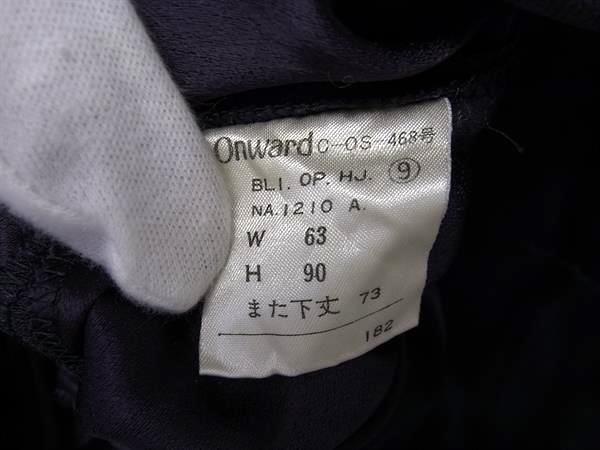 Onward C-OS-468号
BLI. OP. HJ. ⑨
NA.1210 A.
W 63
H 90
また下丈 73
182